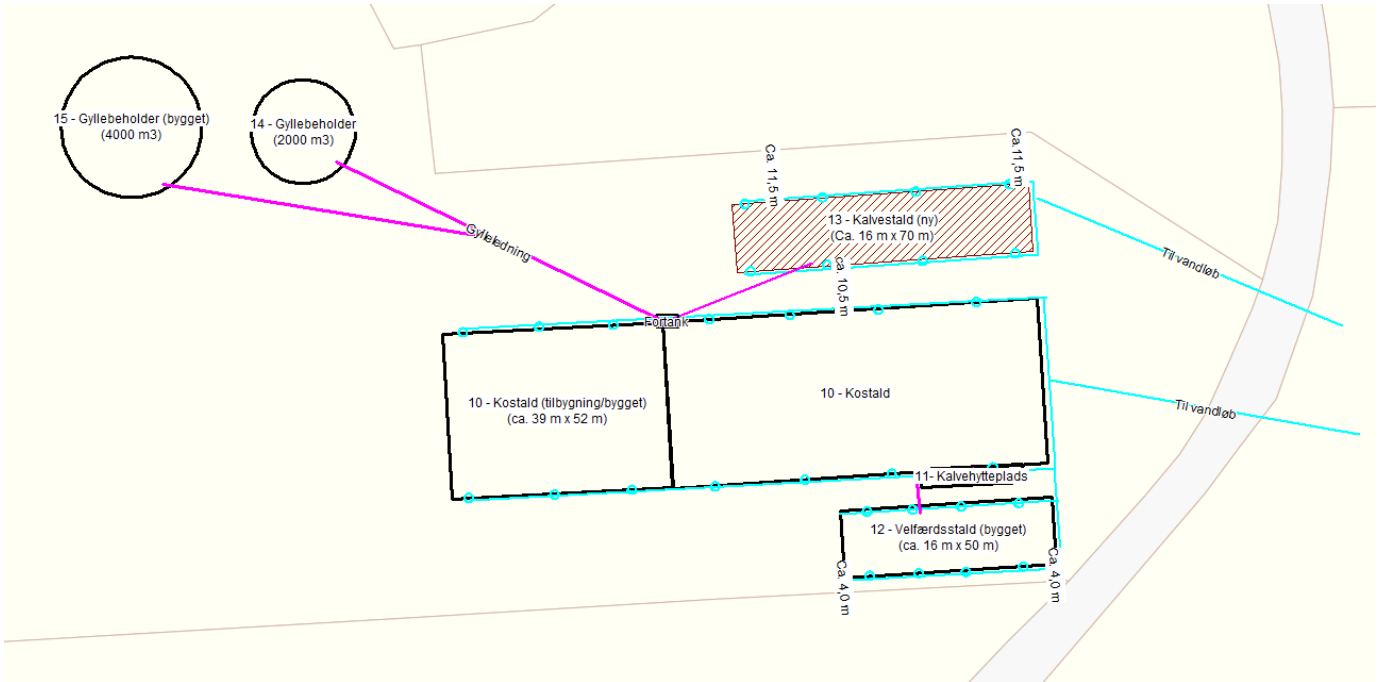 15 - Gyllebeholder (bygget)
(4000 m3)
14 - Gyllebeholder
(2000 m3)
Ca. 11,5 m
Ca.11,5 m
13 - Kalvestald (ny)
(Ca. 16 m x 70 m)
Gylleledning
Til vandløb
ca. 10,5 m
Fortank
10 - Kostald (tilbygning/bygget)
(ca. 39 m x 52 m)
10 - Kostald
Til vandløb
11- Kalvehytteplads
12 - Velfærdsstald (bygget)
(ca. 16 m x 50 m)
Ca. 4,0 m
Ca. 4,0 m